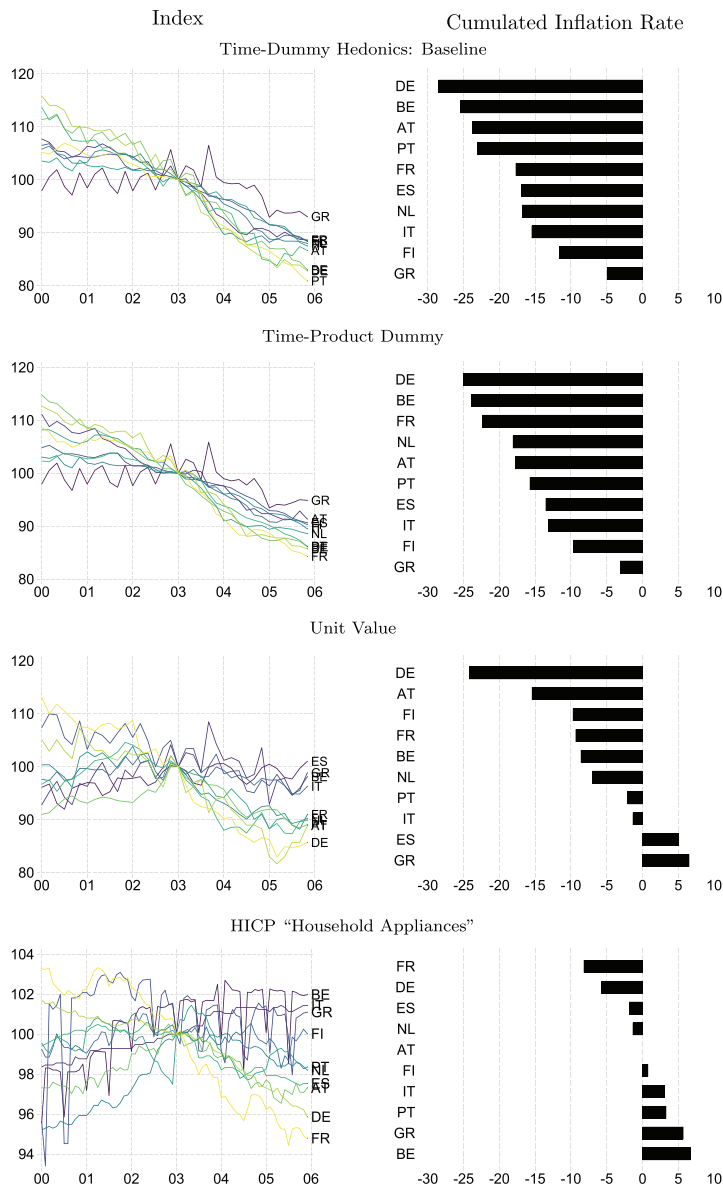 Index
Cumulated Inflation Rate
Time-Dummy Hedonics: Baseline
120
110
100
90
80
00 01 02 03 04 05 06
GR
AT
PT
DE
BE
AT
PT
FR
ES
NL
IT
FI
GR
-30 -25 -20 -15 -10 -5 0 5 10
Time-Product Dummy
120
110
100
90
80
00 01 02 03 04 05 06
GR
AT
ES
NL
FR
DE
BE
FR
NL
AT
PT
ES
IT
FI
GR
-30 -25 -20 -15 -10 -5 0 5 10
Unit Value
120
110
100
90
80
00 01 02 03 04 05 06
ES
GR
IT
AT
DE
DE
AT
FI
FR
BE
NL
PT
IT
ES
GR
-30 -25 -20 -15 -10 -5 0 5 10
HICP “Household Appliances”
104
102
100
98
96
94
00 01 02 03 04 05 06
BE
IT
GR
FI
PT
NL
ES
AT
DE
FR
FR
DE
ES
NL
AT
FI
IT
PT
GR
BE
-30 -25 -20 -15 -10 -5 0 5 10